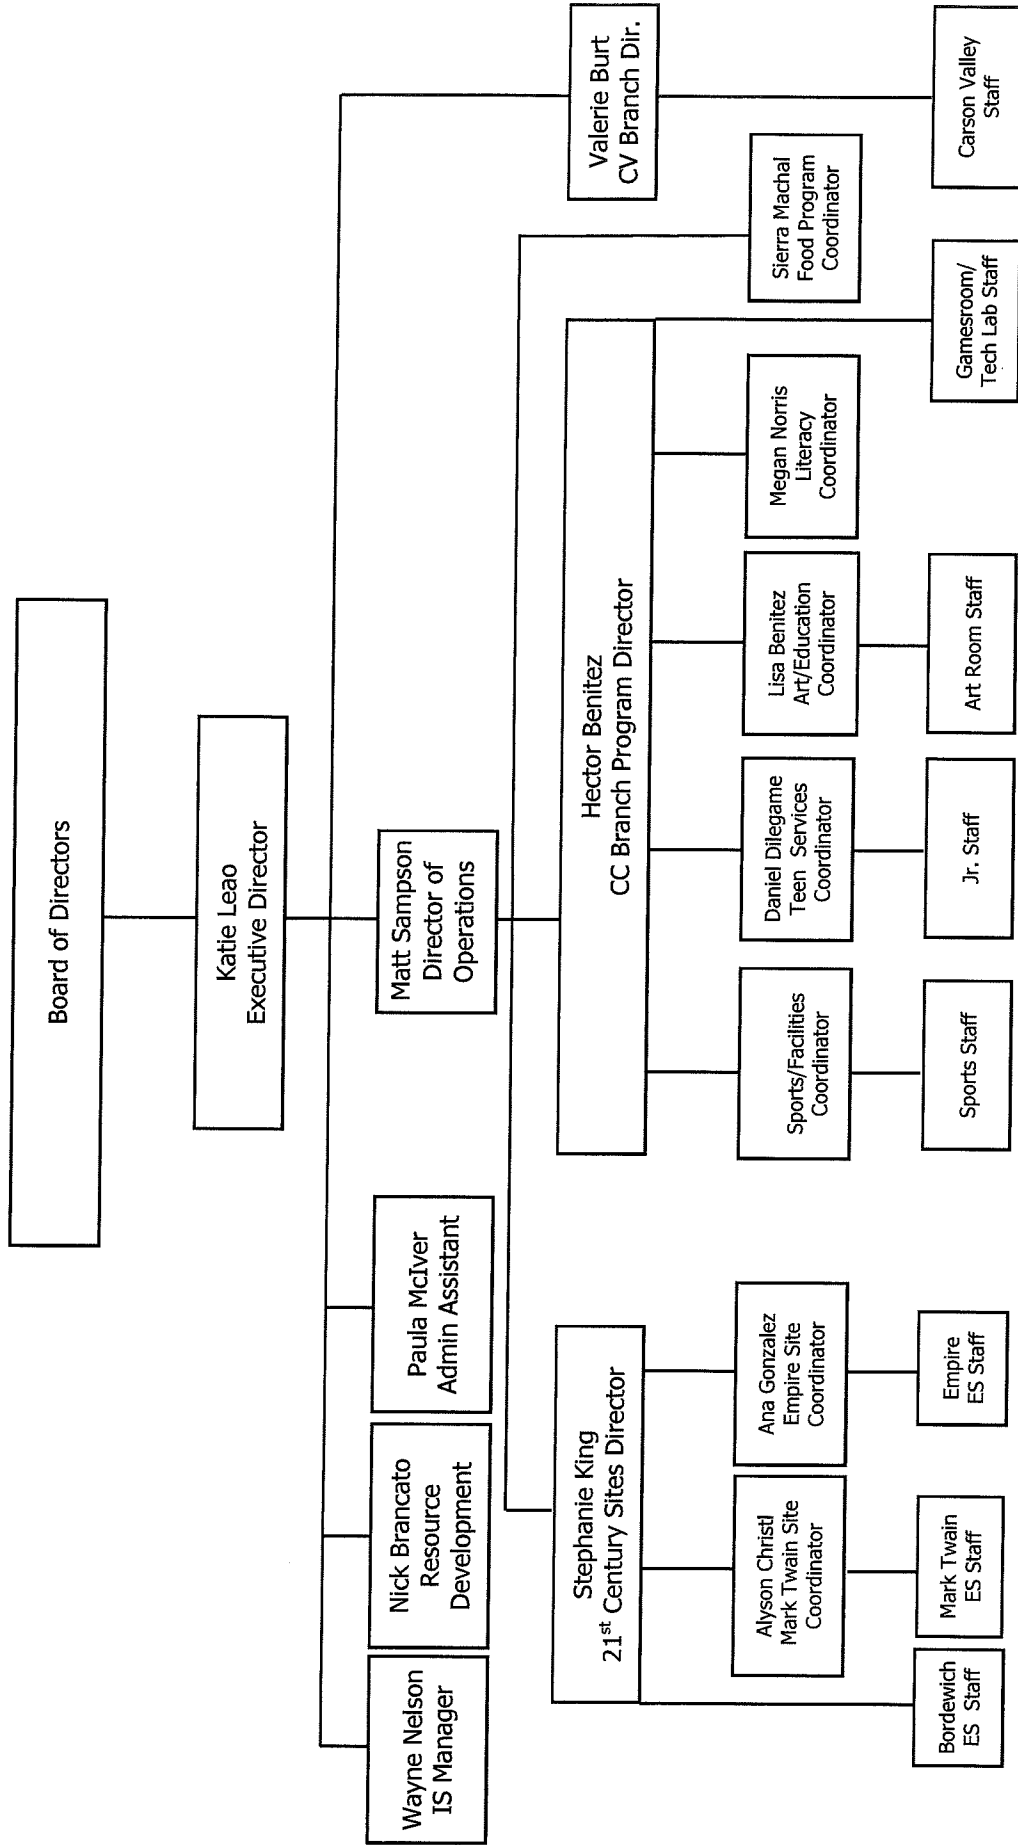 Board of Directors
Katie Leao
Executive Director
Wayne Nelson
IS Manager
Nick Brancato
Resource
Development
Paula McIver
Admin Assistant
Matt Sampson
Director of
Operations
Stephanie King
21st Century Sites Director
Hector Benitez
CC Branch Program Director
Valerie Burt
CV Branch Dir.
Alyson Christl
Mark Twain Site
Coordinator
Ana Gonzalez
Empire Site
Coordinator
Sports/Facilities
Coordinator
Daniel Dilegame
Teen Services
Coordinator
Lisa Benitez
Art/Education
Coordinator
Megan Norris
Literacy
Coordinator
Sierra Machal
Food Program
Coordinator
Bordewich
ES Staff
Mark Twain
ES Staff
Empire
ES Staff
Sports Staff
Jr. Staff
Art Room Staff
Gamesroom/
Tech Lab Staff
Carson Valley
Staff